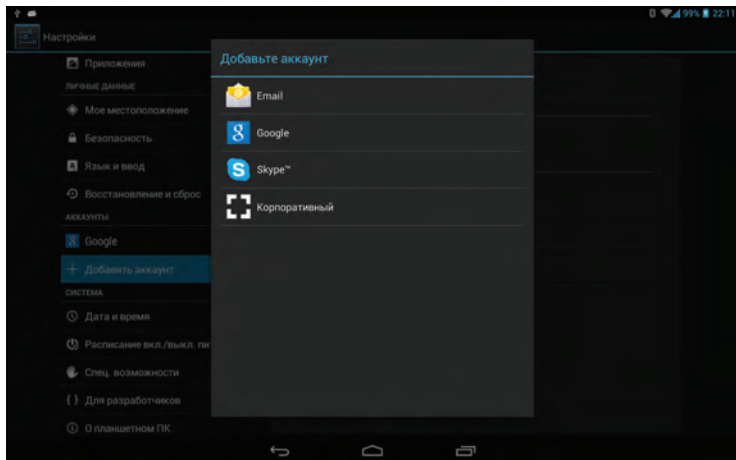 99% 22:11
Настройки
Добавьте аккаунт
Приложения
ЛИЧНЫЕ ДАННЫЕ
Мое местоположение
Безопасность
Язык и ввод
Восстановление и сброс
АККАУНТЫ
Google
Добавить аккаунт
СИСТЕМА
Дата и время
Расписание вкл./выкл. пи
Спец. возможности
Для разработчиков
О планшетном ПК
Email
Google
Skype™
Корпоративный